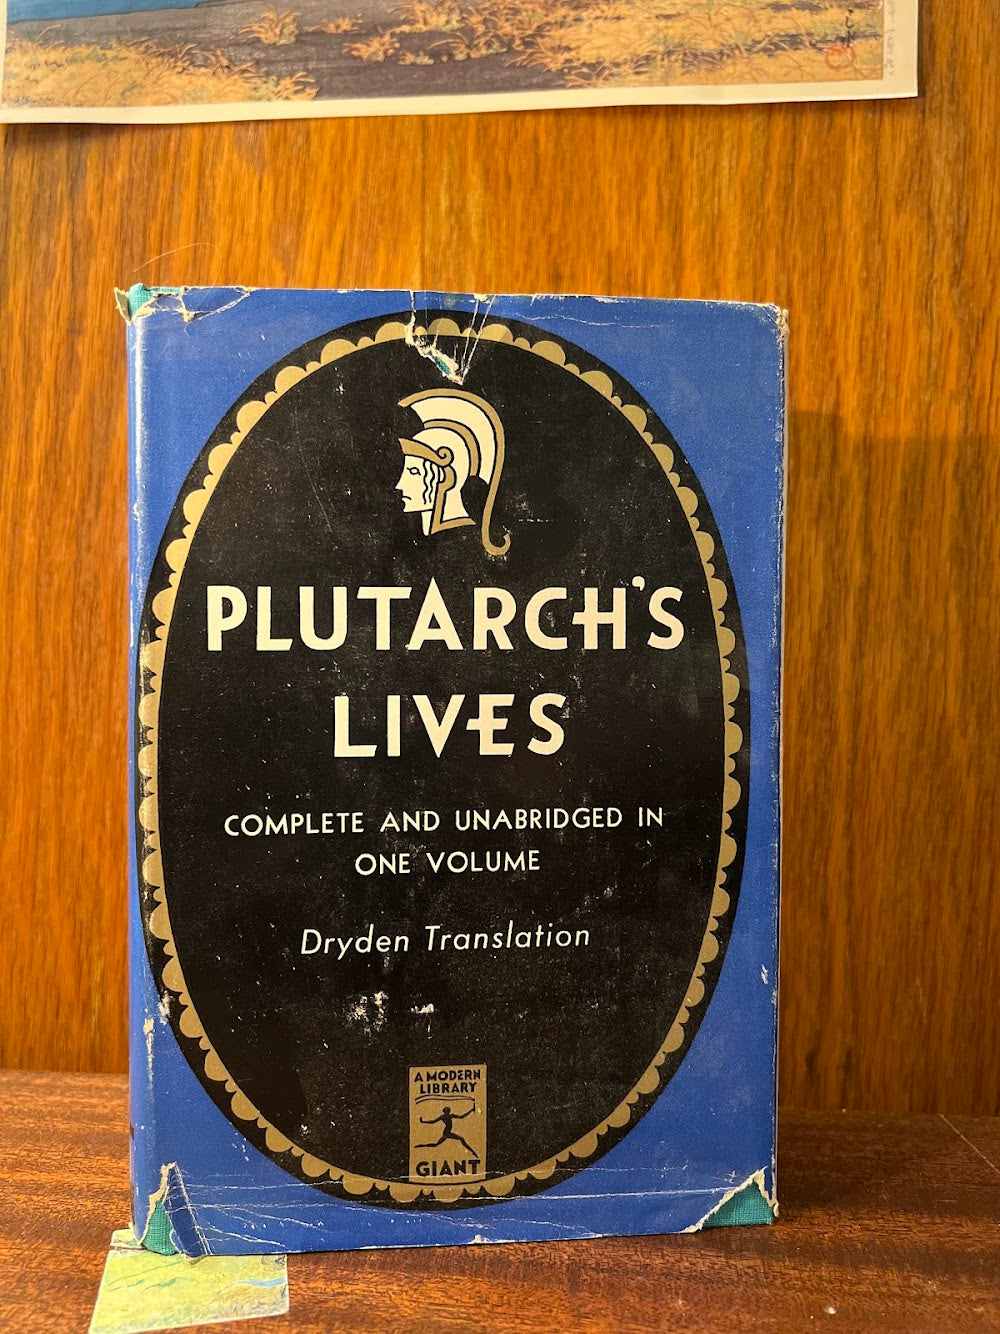 PLUTARCH'S
LIVES
COMPLETE AND UNABRIDGED IN
ONE VOLUME
Dryden Translation
A MODERN
LIBRARY
GIANT